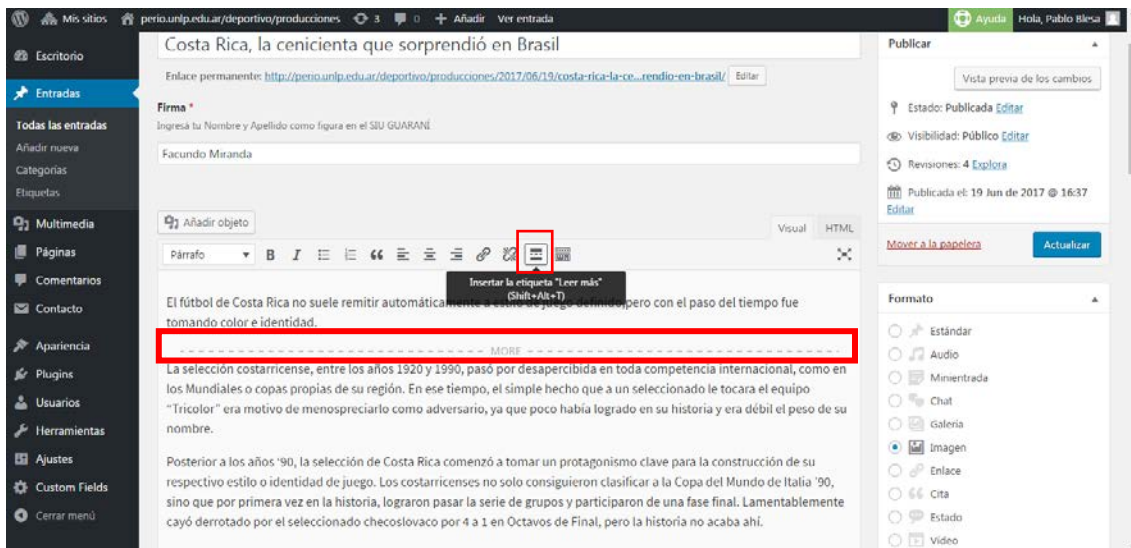 Mis sitios perio.unlp.edu.ar/deportivo/producciones 3 0 + Añadir Ver entrada Ayuda Hola, Pablo Blesa
Escritorio
Entradas
Todas las entradas
Añadir nueva
Categorías
Etiquetas
Multimedia
Páginas
Comentarios
Contacto
Apariencia
Plugins
Usuarios
Herramientas
Ajustes
Custom Fields
Cerrar menú
Costa Rica, la cenicienta que sorprendió en Brasil
Enlace permanente: http://perio.unlp.edu.ar/deportivo/producciones/2017/06/19/costa-rica-la-ce...rendio-en-brasil/ Editar
Firma *
Ingresá tu Nombre y Apellido como figura en el SIU GUARANÍ
Facundo Miranda
Añadir objeto
Visual HTML
Párrafo B I
Insertar la etiqueta "Leer más"
(Shift+Alt+T)
El fútbol de Costa Rica no suele remitir automáticamente a estilo de juego definido, pero con el paso del tiempo fue
tomando color e identidad.
MORE
La selección costarricense, entre los años 1920 y 1990, pasó por desapercibida en toda competencia internacional, como en
los Mundiales o copas propias de su región. En ese tiempo, el simple hecho que a un seleccionado le tocara el equipo
“Tricolor” era motivo de menospreciarlo como adversario, ya que poco había logrado en su historia y era débil el peso de su
nombre.
Posterior a los años ‘90, la selección de Costa Rica comenzó a tomar un protagonismo clave para la construcción de su
respectivo estilo o identidad de juego. Los costarricenses no solo consiguieron clasificar a la Copa del Mundo de Italia ’90,
sino que por primera vez en la historia, lograron pasar la serie de grupos y participaron de una fase final. Lamentablemente
cayó derrotado por el seleccionado checoslovaco por 4 a 1 en Octavos de Final, pero la historia no acaba ahí.
Publicar
Vista previa de los cambios
Estado: Publicada Editar
Visibilidad: Público Editar
Revisiones: 4 Explora
Publicada el: 19 Jun de 2017 @ 16:37
Editar
Mover a la papelera Actualizar
Formato
Estándar
Audio
Minientrada
Chat
Galería
Imagen
Enlace
Cita
Estado
Vídeo